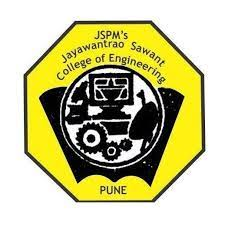 JSPM's
Jayawantrao Sawant
College of Engineering
PUNE